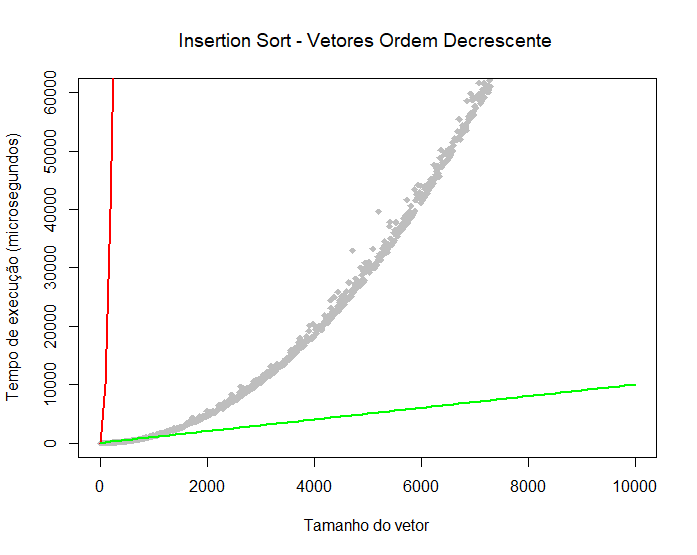 Insertion Sort - Vetores Ordem Decrescente
Tempo de execução (microsegundos)
60000
50000
40000
30000
20000
10000
0
0 2000 4000 6000 8000 10000
Tamanho do vetor